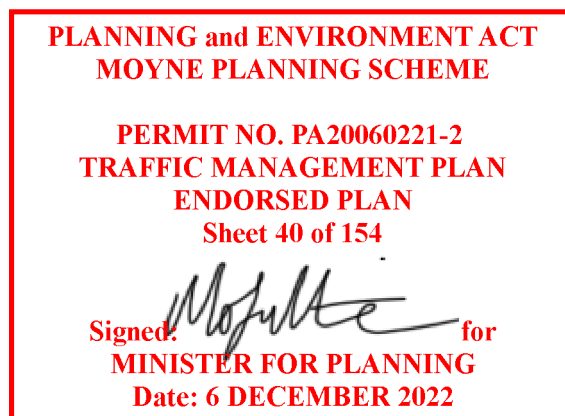 PLANNING and ENVIRONMENT ACT
MOYNE PLANNING SCHEME
PERMIT NO. PA20060221-2
TRAFFIC MANAGEMENT PLAN
ENDORSED PLAN
Sheet 40 of 154
Signed: for
MINISTER FOR PLANNING
Date: 6 DECEMBER 2022